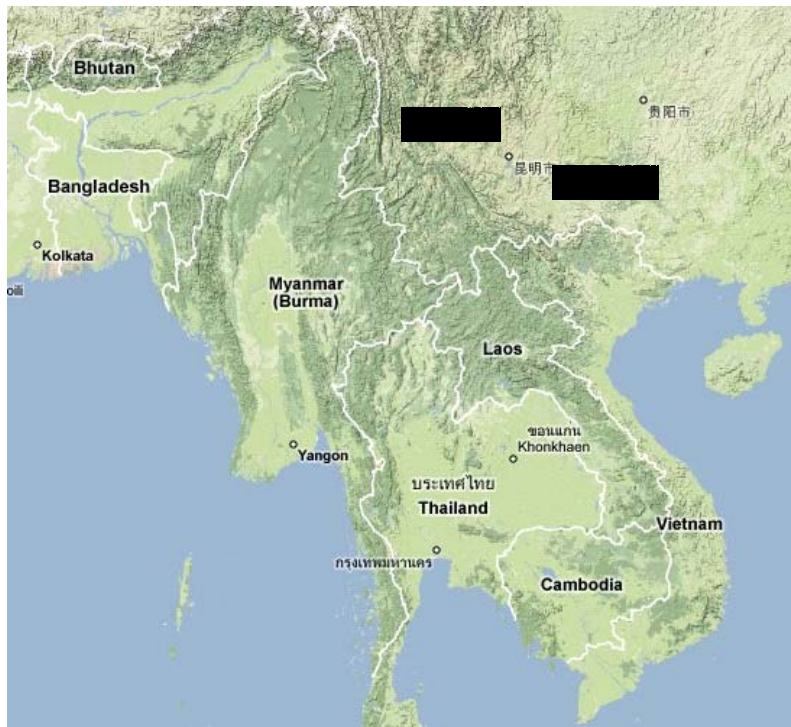 Bhutan
贵阳市
昆明市
Bangladesh
Kolkata
Myanmar
(Burma)
Laos
ขอนแก่น
Khonkhaen
Yangon
ประเทศไทย
Thailand
Vietnam
กรุงเทพมหานคร
Cambodia